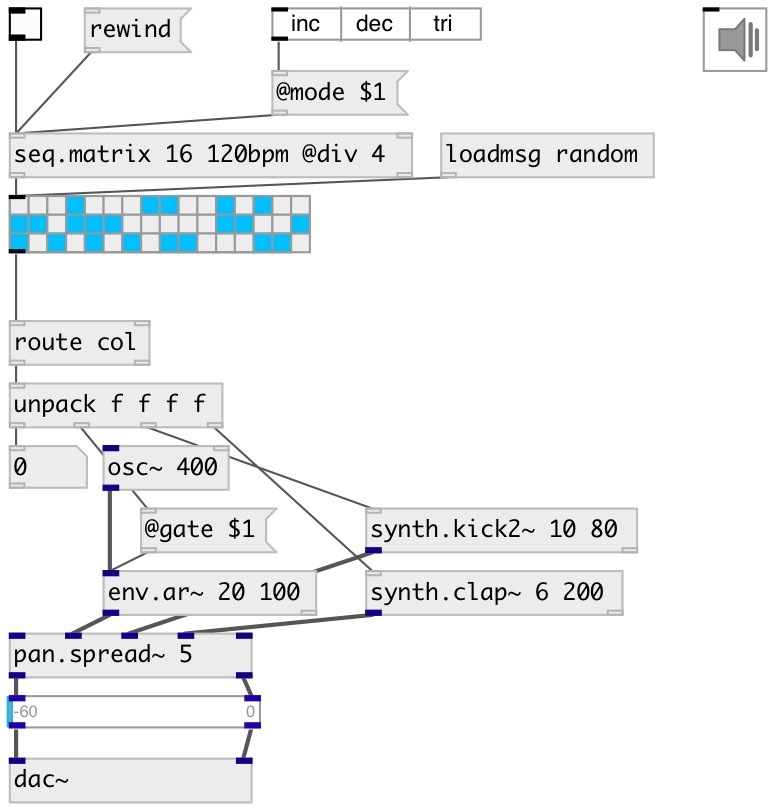 rewind
inc dec tri
@mode $1
seq.matrix 16 120bpm @div 4
loadmsg random
route col
unpack f f f f
0
osc~ 400
@gate $1
synth.kick2~ 10 80
env.ar~ 20 100
synth.clap~ 6 200
pan.spread~ 5
-60 0
dac~